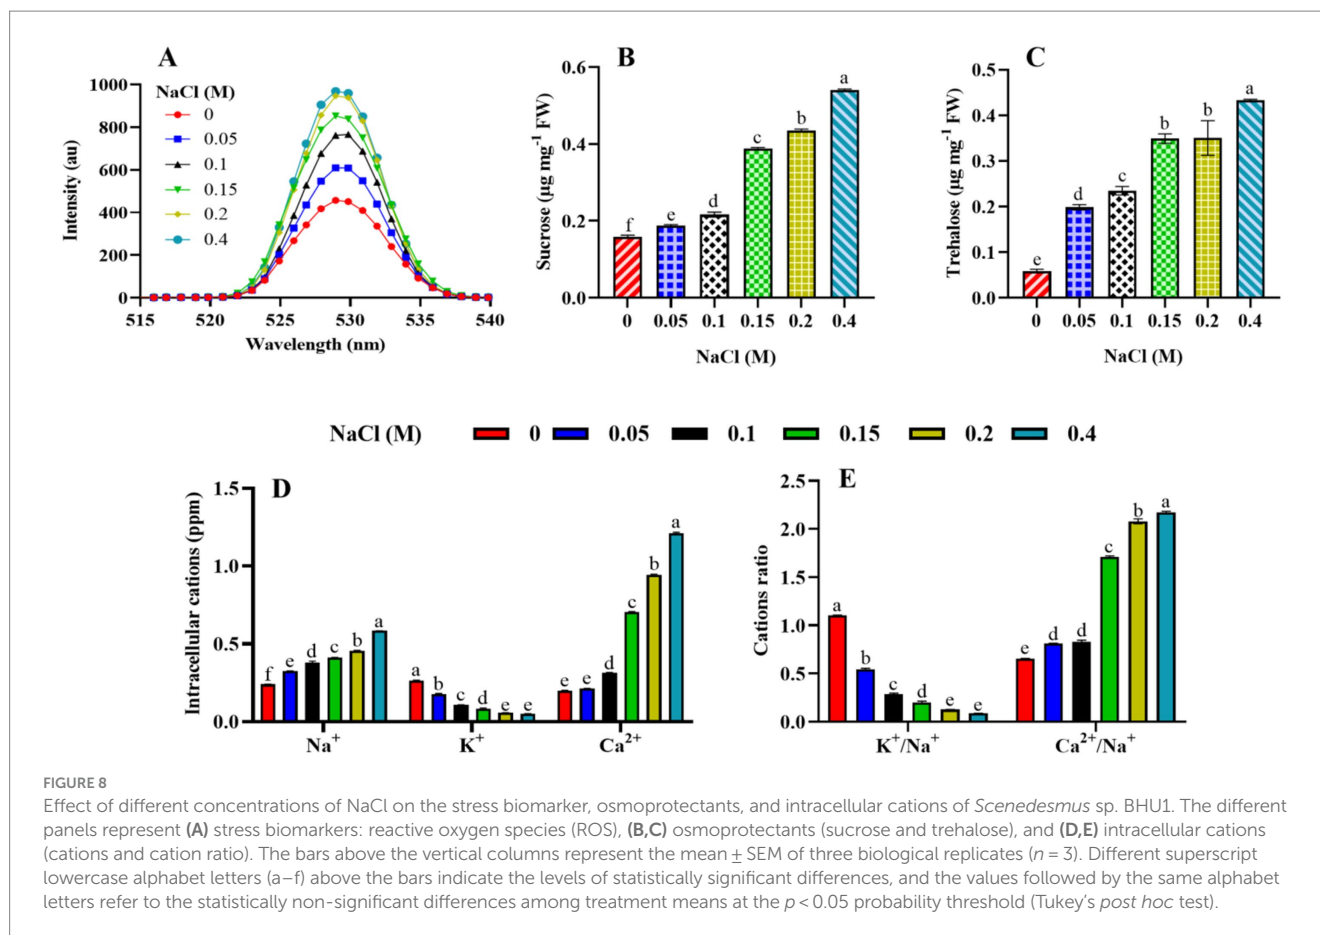 A
NaCl (M)
0
0.05
0.1
0.15
0.2
0.4
1000
800
600
400
200
0
Intensity (au)
515 520 525 530 535 540
Wavelength (nm)
B
0.6
0.4
0.2
0.0
Sucrose (µg mg⁻¹ FW)
f e d c b a
0 0.05 0.1 0.15 0.2 0.4
NaCl (M)
C
0.5
0.4
0.3
0.2
0.1
0.0
Trehalose (µg mg⁻¹ FW)
e d c b b a
0 0.05 0.1 0.15 0.2 0.4
NaCl (M)
NaCl (M) 0 0.05 0.1 0.15 0.2 0.4
D
1.5
1.0
0.5
0.0
Intracellular cations (ppm)
f e d c b a
a b c d e e
e e d c b a
Na⁺ K⁺ Ca²⁺
E
2.5
2.0
1.5
1.0
0.5
0.0
Cations ratio
a b c d e e
e d d c b a
K⁺/Na⁺ Ca²⁺/Na⁺
FIGURE 8
Effect of different concentrations of NaCl on the stress biomarker, osmoprotectants, and intracellular cations of Scenedesmus sp. BHU1. The different
panels represent (A) stress biomarkers: reactive oxygen species (ROS), (B,C) osmoprotectants (sucrose and trehalose), and (D,E) intracellular cations
(cations and cation ratio). The bars above the vertical columns represent the mean ± SEM of three biological replicates (n = 3). Different superscript
lowercase alphabet letters (a–f) above the bars indicate the levels of statistically significant differences, and the values followed by the same alphabet
letters refer to the statistically non-significant differences among treatment means at the p < 0.05 probability threshold (Tukey's post hoc test).